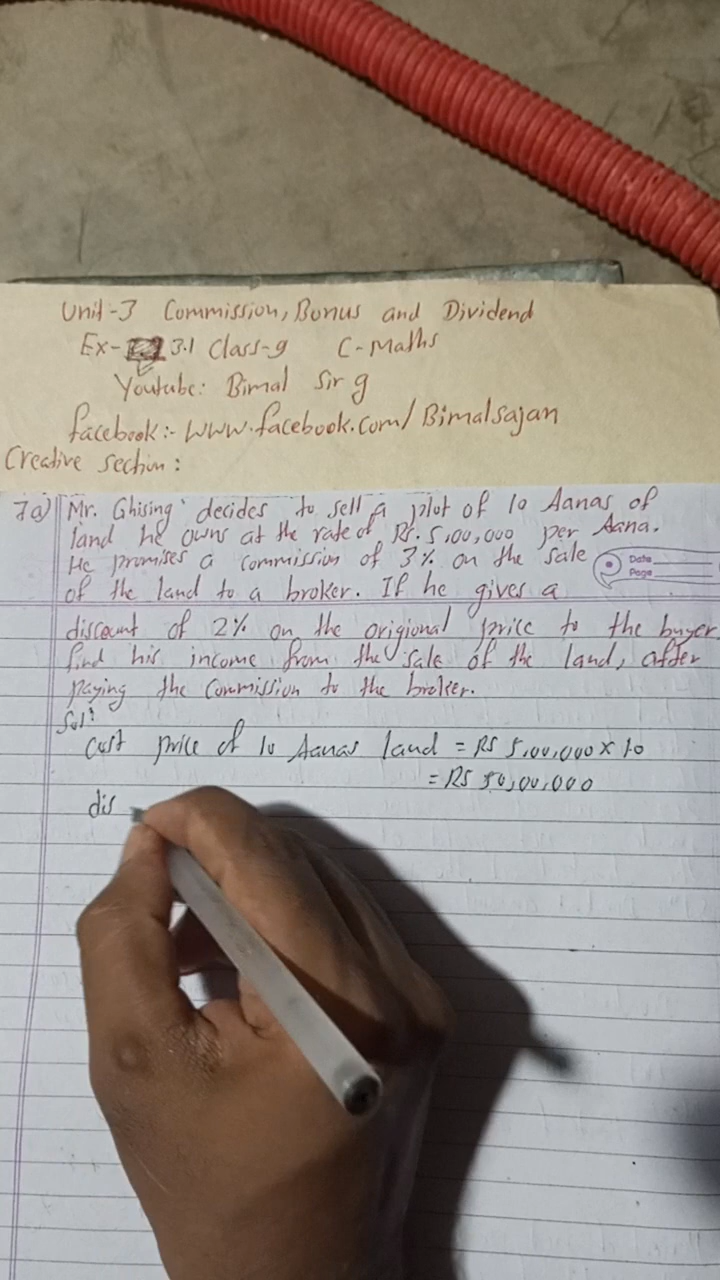 Unit-3 Commission, Bonus and Dividend
Ex- 3.1 Class-9 C-Maths
Youtube: Bimal Sir g
facebook:- www.facebook.com/Bimalsajan
Creative section:
7a) Mr. Ghising decides to sell a plot of 10 Aanas of
land he owns at the rate of Rs. 5,00,000 per Aana.
He promises a commission of 3% on the sale
Date
Page
of the land to a broker. If he gives a
discount of 2% on the origional price to the buyer,
find his income from the sale of the land, after
paying the commission to the broker.
Solⁿ
Cost price of 10 Aanas land = RS 5,00,000 × 10
= RS 50,00,000
dis